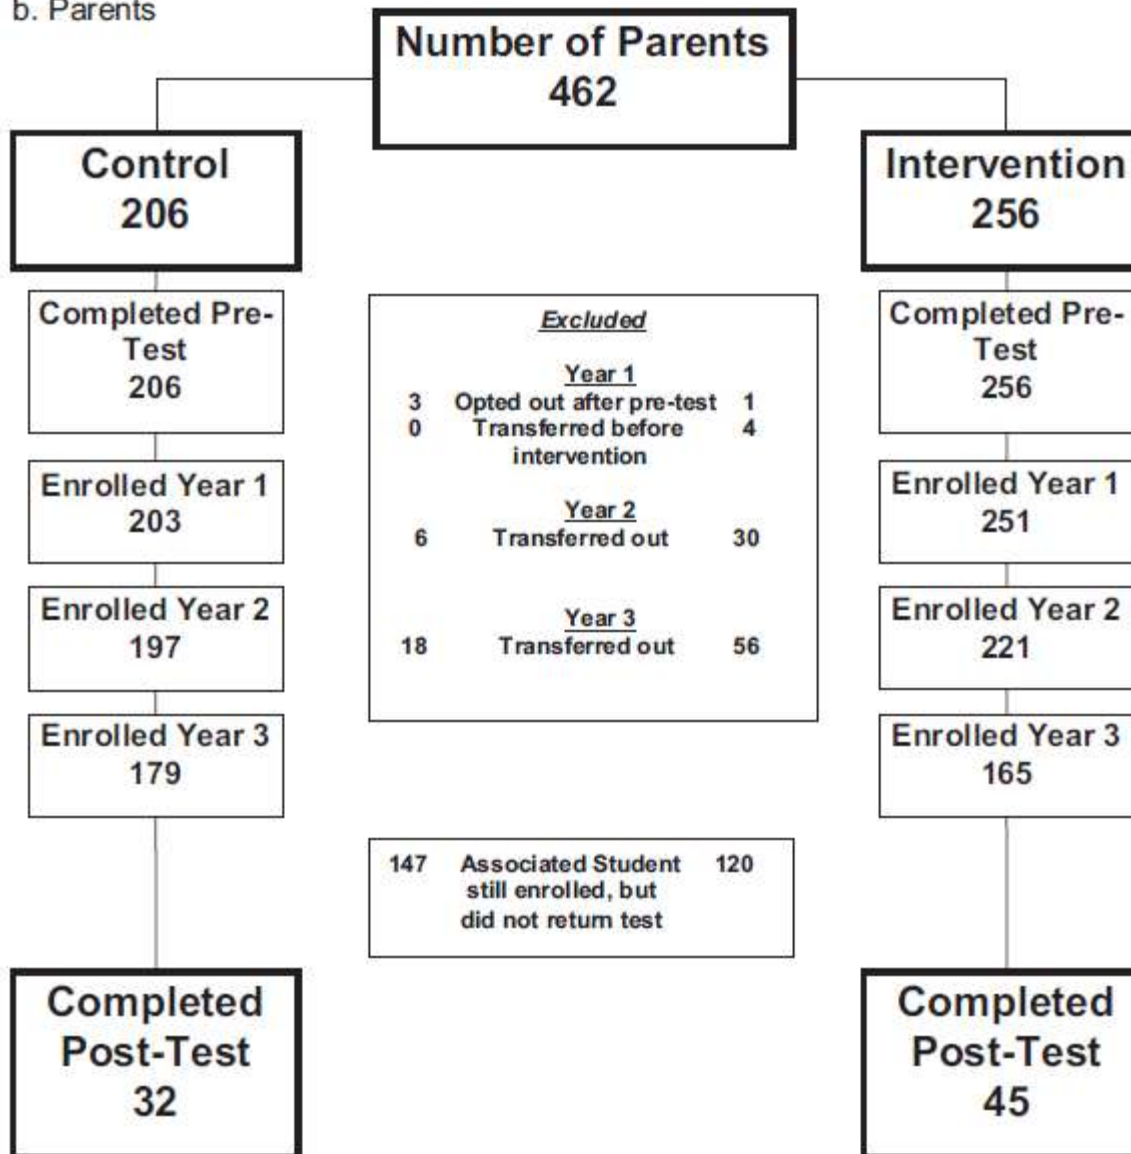 b. Parents
Number of Parents
462
Control
206
Intervention
256
Completed Pre-
Test
206
Completed Pre-
Test
256
Excluded
Year 1
3 Opted out after pre-test 1
0 Transferred before 4
intervention
Year 2
6 Transferred out 30
Year 3
18 Transferred out 56
Enrolled Year 1
203
Enrolled Year 1
251
Enrolled Year 2
197
Enrolled Year 2
221
Enrolled Year 3
179
Enrolled Year 3
165
147 Associated Student 120
still enrolled, but
did not return test
Completed
Post-Test
32
Completed
Post-Test
45